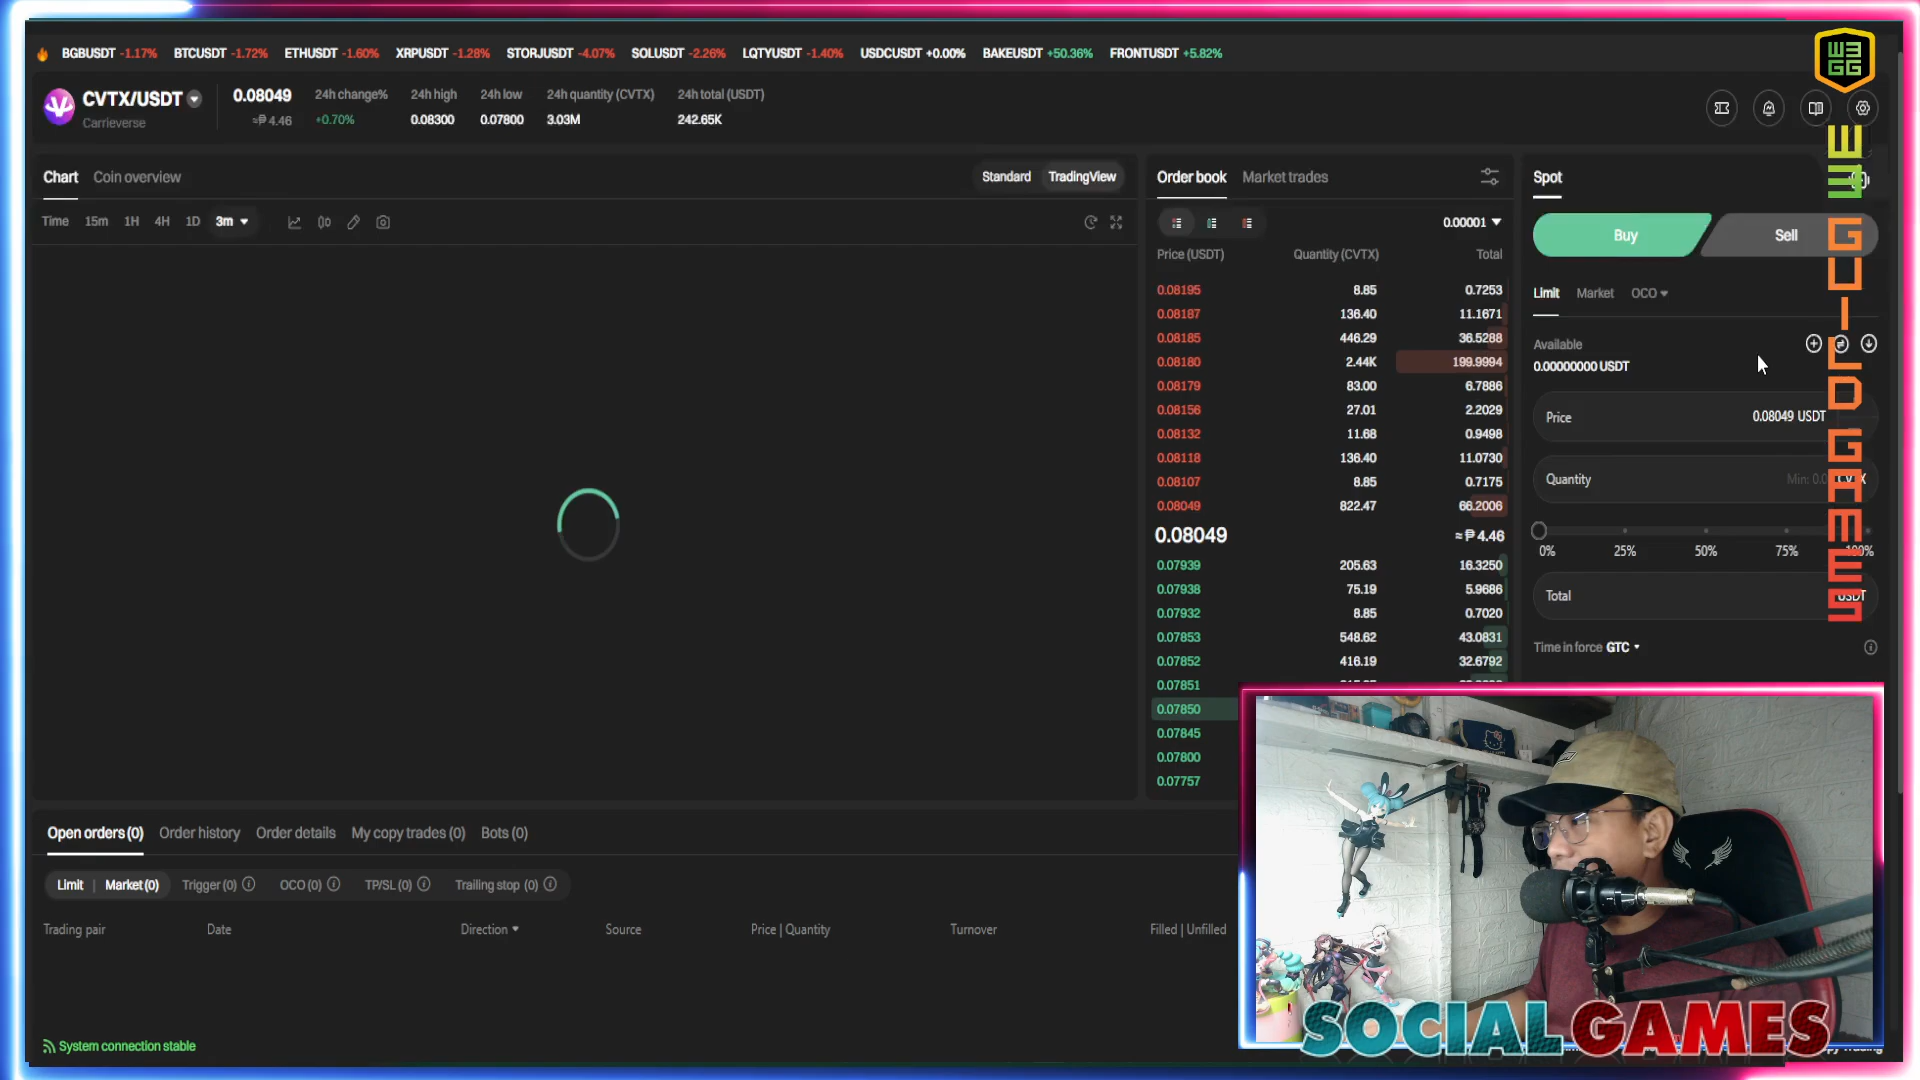 BGBUSDT -1.17% BTCUSDT -1.72% ETHUSDT -1.60% XRPUSDT -1.28% STORJUSDT -4.07% SOLUSDT -2.26% LQTYUSDT -1.40% USDCUSDT +0.00% BAKEUSDT +50.36% FRONTUSDT +5.82%
W3
GG
CVTX/USDT 0.08049 24h change% 24h high 24h low 24h quantity (CVTX) 24h total (USDT)
Carrieverse ≈₱ 4.46 +0.70% 0.08300 0.07800 3.03M 242.65K
W3 GUILD GAMES
Chart Coin overview Standard TradingView
Time 15m 1H 4H 1D 3m
Order book Market trades
0.00001
Price (USDT) Quantity (CVTX) Total
0.08195 8.85 0.7253
0.08187 136.40 11.1671
0.08185 446.29 36.5288
0.08180 2.44K 199.9994
0.08179 83.00 6.7886
0.08156 27.01 2.2029
0.08132 11.68 0.9498
0.08118 136.40 11.0730
0.08107 8.85 0.7175
0.08049 822.47 66.2006
0.08049 ≈₱ 4.46
0.07939 205.63 16.3250
0.07938 75.19 5.9686
0.07932 8.85 0.7020
0.07853 548.62 43.0831
0.07852 416.19 32.6792
0.07851
0.07850
0.07845
0.07800
0.07757
Spot
Buy Sell
Limit Market OCO
Available
0.00000000 USDT
Price 0.08049 USDT
Quantity Min: 0.0 CVTX
0% 25% 50% 75% 100%
Total USDT
Time in force GTC
Open orders (0) Order history Order details My copy trades (0) Bots (0)
Limit | Market(0) Trigger (0) OCO (0) TP/SL (0) Trailing stop (0)
Trading pair Date Direction Source Price | Quantity Turnover Filled | Unfilled
System connection stable
SOCIAL GAMES